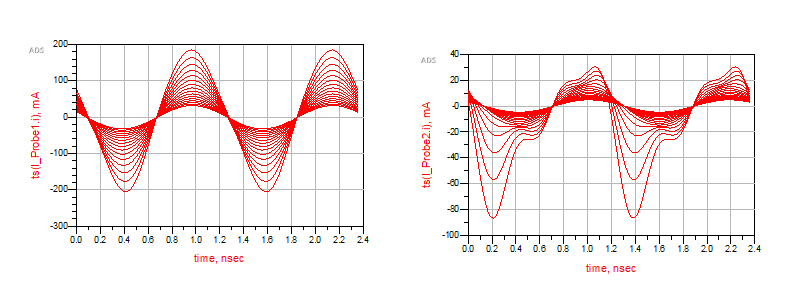 ADS
200
100
0
-100
-200
-300
ts(I_Probe1.i), mA
0.0 0.2 0.4 0.6 0.8 1.0 1.2 1.4 1.6 1.8 2.0 2.2 2.4
time, nsec
ADS
40
20
-0
-20
-40
-60
-80
-100
ts(I_Probe2.i), mA
0.0 0.2 0.4 0.6 0.8 1.0 1.2 1.4 1.6 1.8 2.0 2.2 2.4
time, nsec